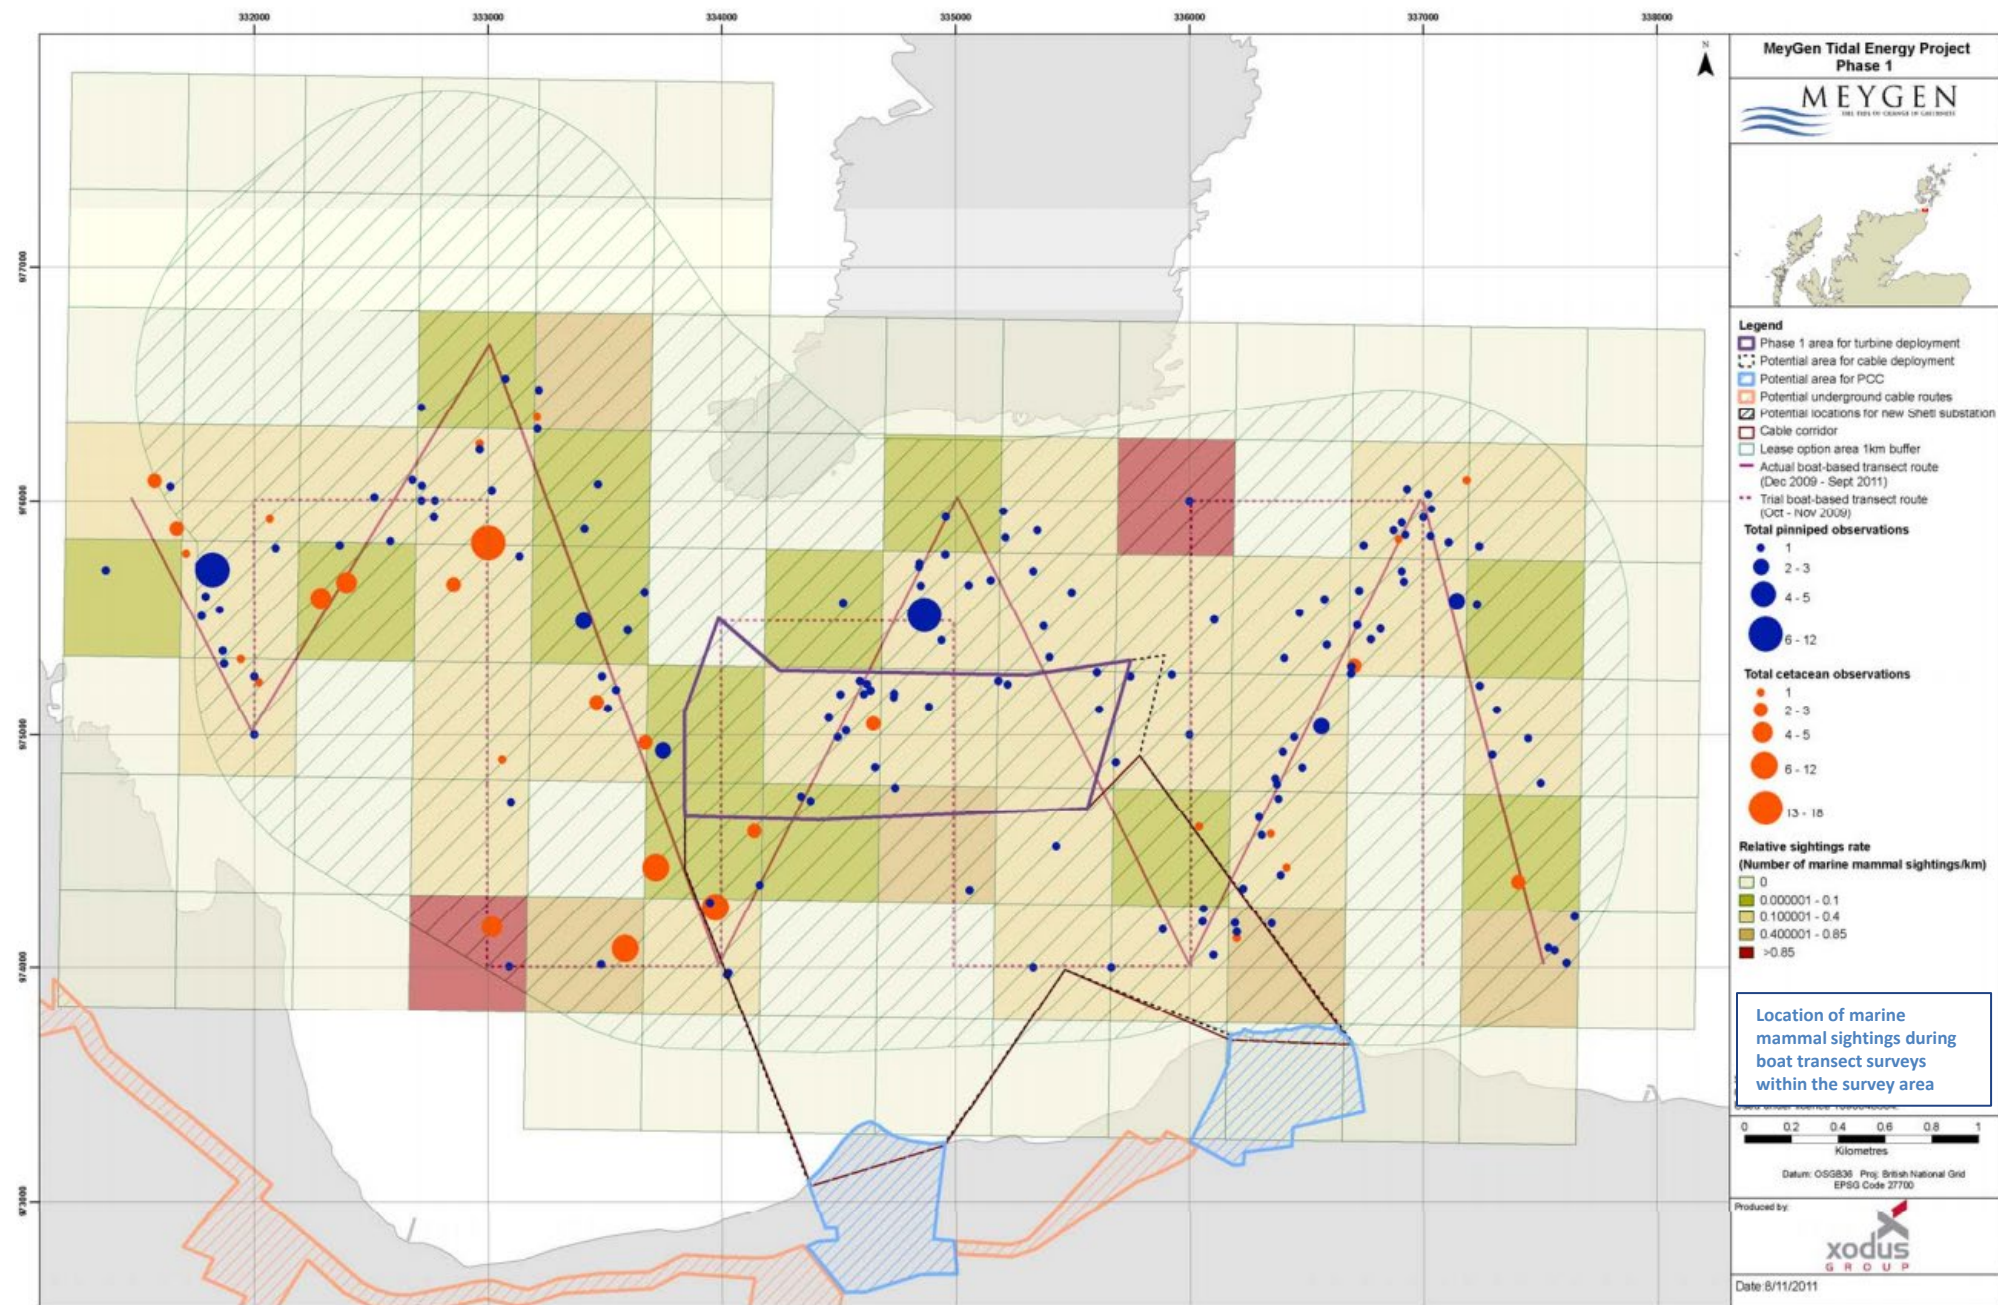 332000
333000
334000
335000
336000
337000
338000
977000
976000
975000
974000
973000
N
MeyGen Tidal Energy Project
Phase 1
MEYGEN
Legend
Phase 1 area for turbine deployment
Potential area for cable deployment
Potential area for PCC
Potential underground cable routes
Potential locations for new Shetl substation
Cable corridor
Lease option area 1km buffer
Actual boat-based transect route
(Dec 2009 - Sept 2011)
Trial boat-based transect route
(Oct - Nov 2009)
Total pinniped observations
1
2 - 3
4 - 5
6 - 12
Total cetacean observations
1
2 - 3
4 - 5
6 - 12
13 - 18
Relative sightings rate
(Number of marine mammal sightings/km)
0
0.000001 - 0.1
0.100001 - 0.4
0.400001 - 0.85
>0.85
Location of marine
mammal sightings during
boat transect surveys
within the survey area
0 0.2 0.4 0.6 0.8 1
Kilometres
Datum: OSGB36 Proj: British National Grid
EPSG Code 27700
Produced by:
xodus
GROUP
Date:8/11/2011